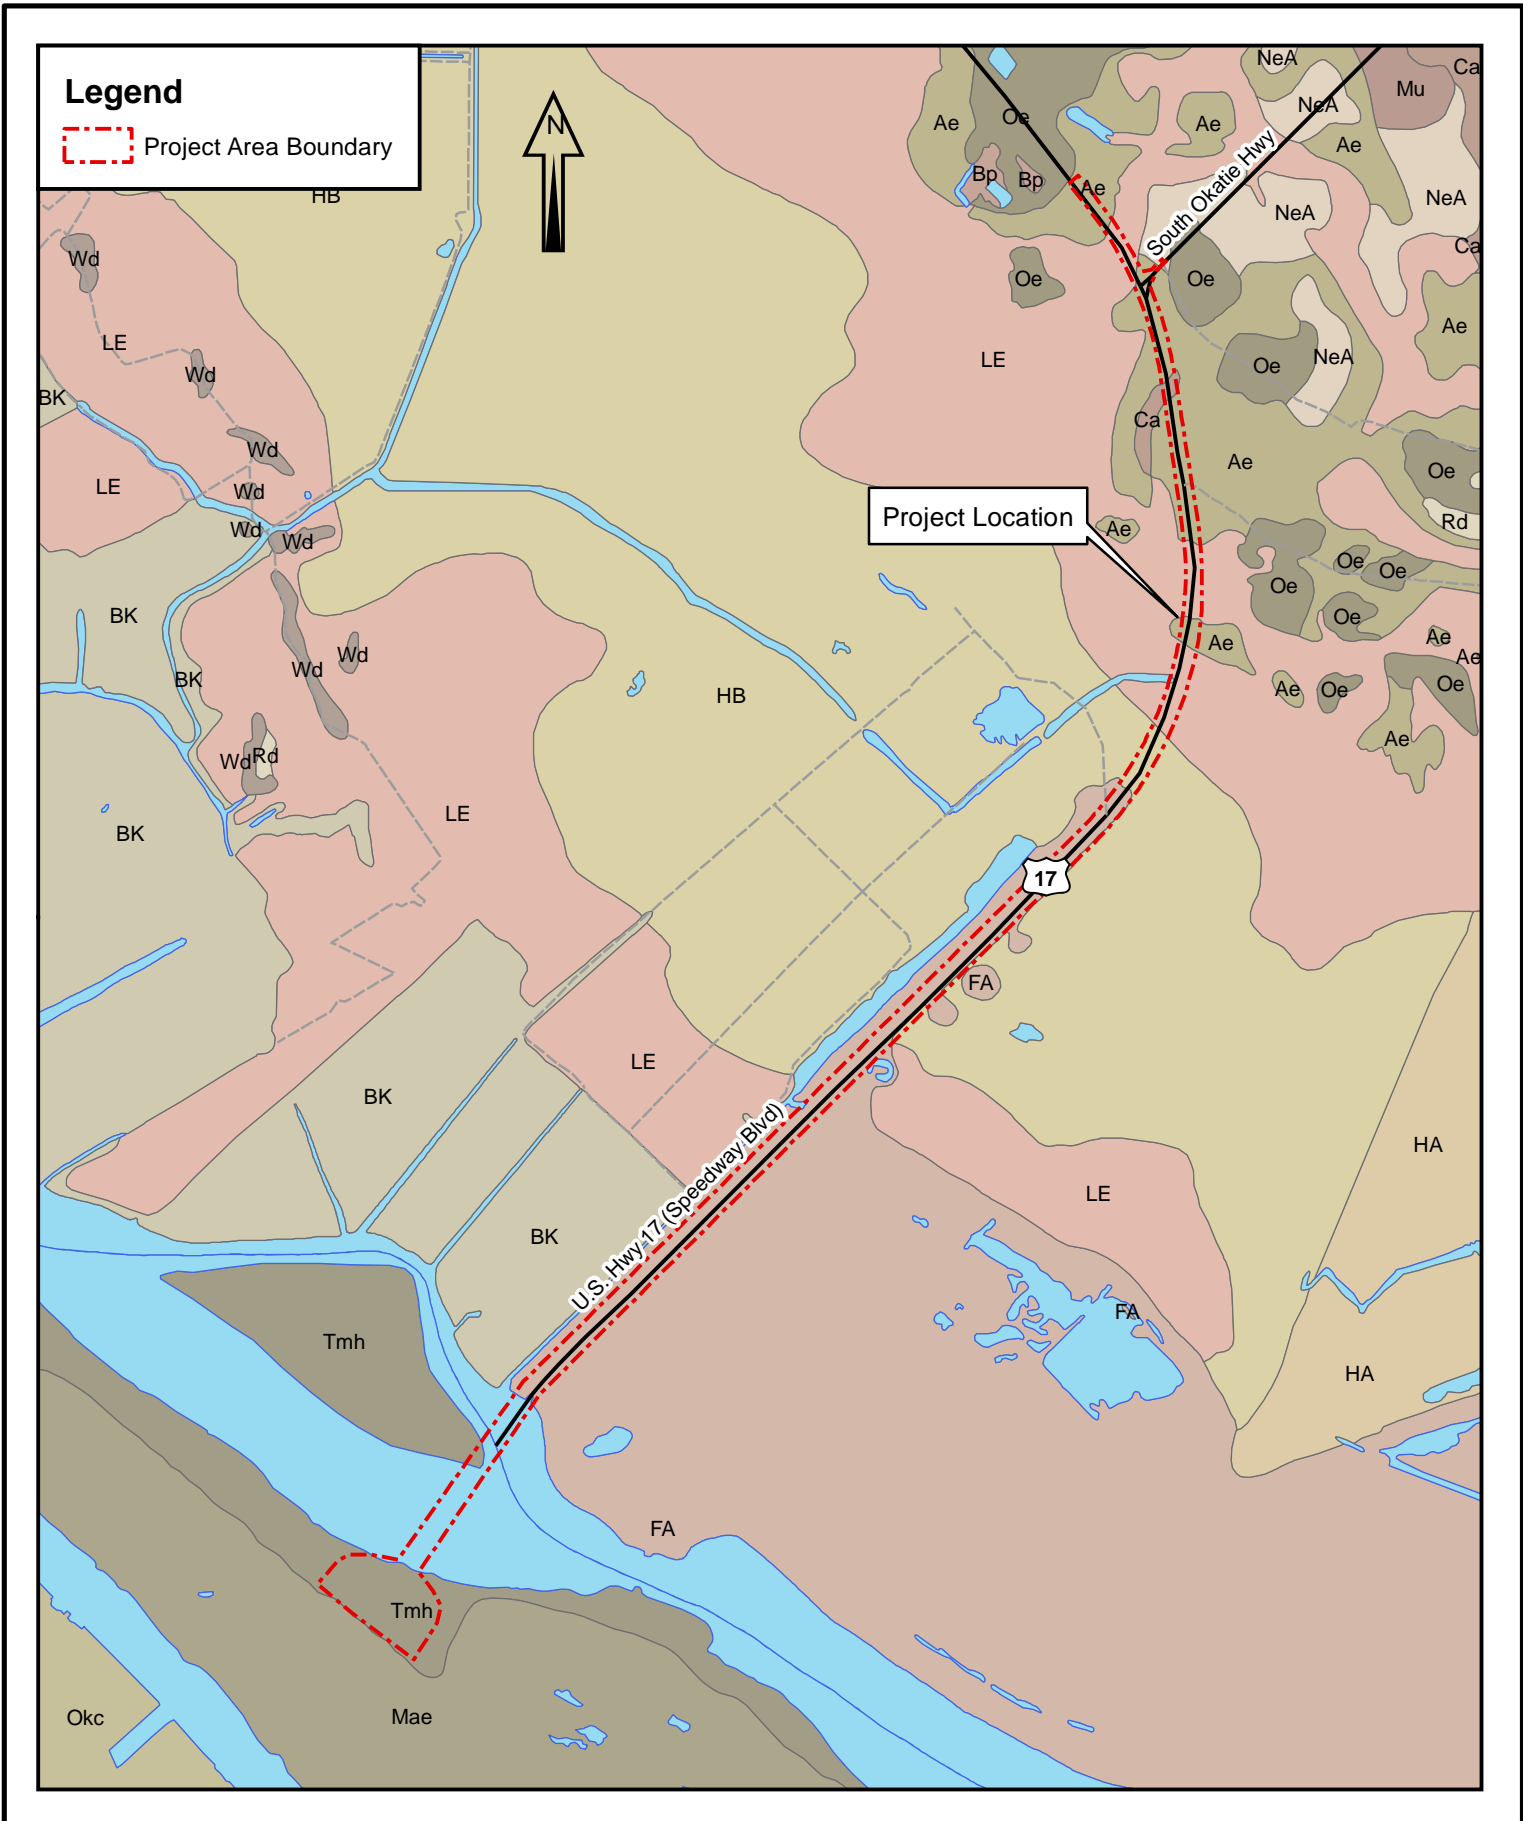 Legend
Project Area Boundary
N
HB
NeA
Ca
Mu
NeA
Oe
Ae
Ae
Ae
Bp
Bp
Ae
NeA
NeA
South Okatie Hwy
Ca
Wd
Oe
Oe
LE
Ae
LE
NeA
Oe
Wd
BK
Ca
Wd
Ae
Oe
LE
Wd
Project Location
Rd
Wd
Ae
Wd
Oe
Oe
Oe
BK
Oe
Ae
Ae
Wd
Wd
Ae
BK
Oe
Ae
Oe
HB
Ae
Wd
Rd
LE
BK
17
FA
LE
BK
HA
U.S. Hwy 17 (Speedway Blvd)
LE
BK
FA
Tmh
HA
FA
Tmh
Okc
Mae